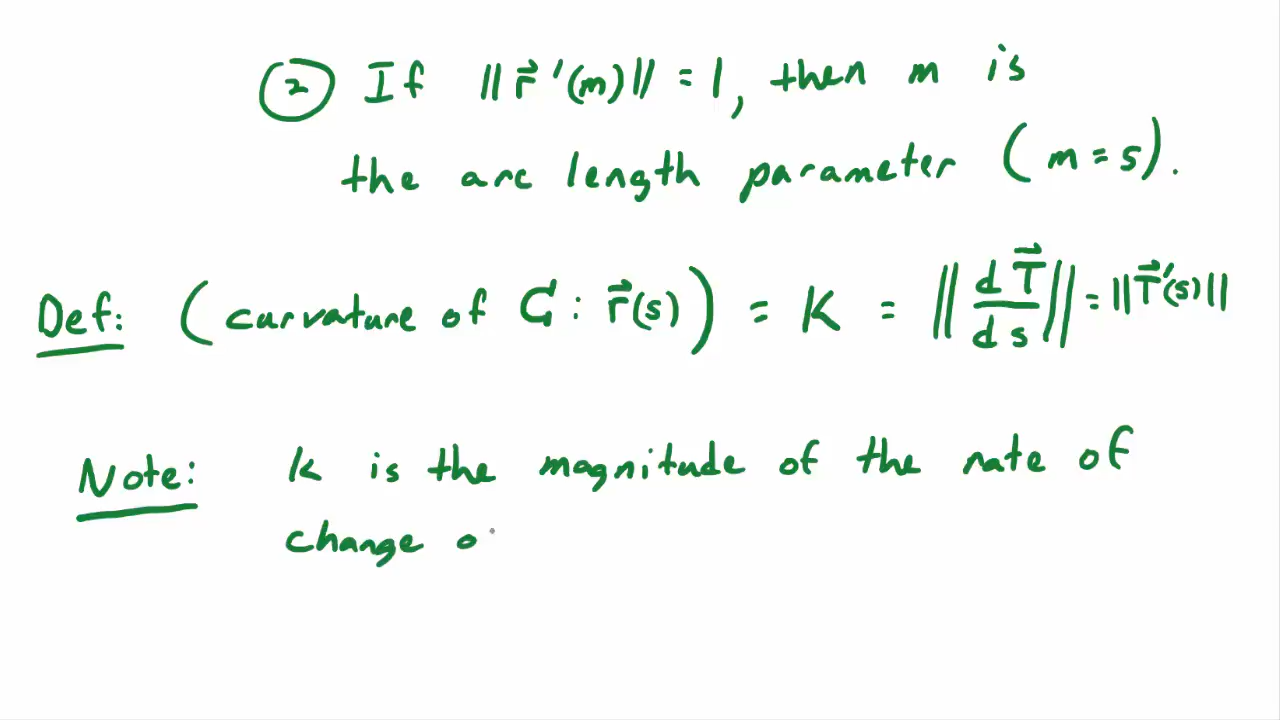 ② If ‖r⃗ ′(m)‖ = 1, then m is
the arc length parameter (m = s).
Def: (curvature of C : r⃗(s)) = K = ‖dT⃗/ds‖ = ‖T⃗′(s)‖
Note: K is the magnitude of the rate of
change o